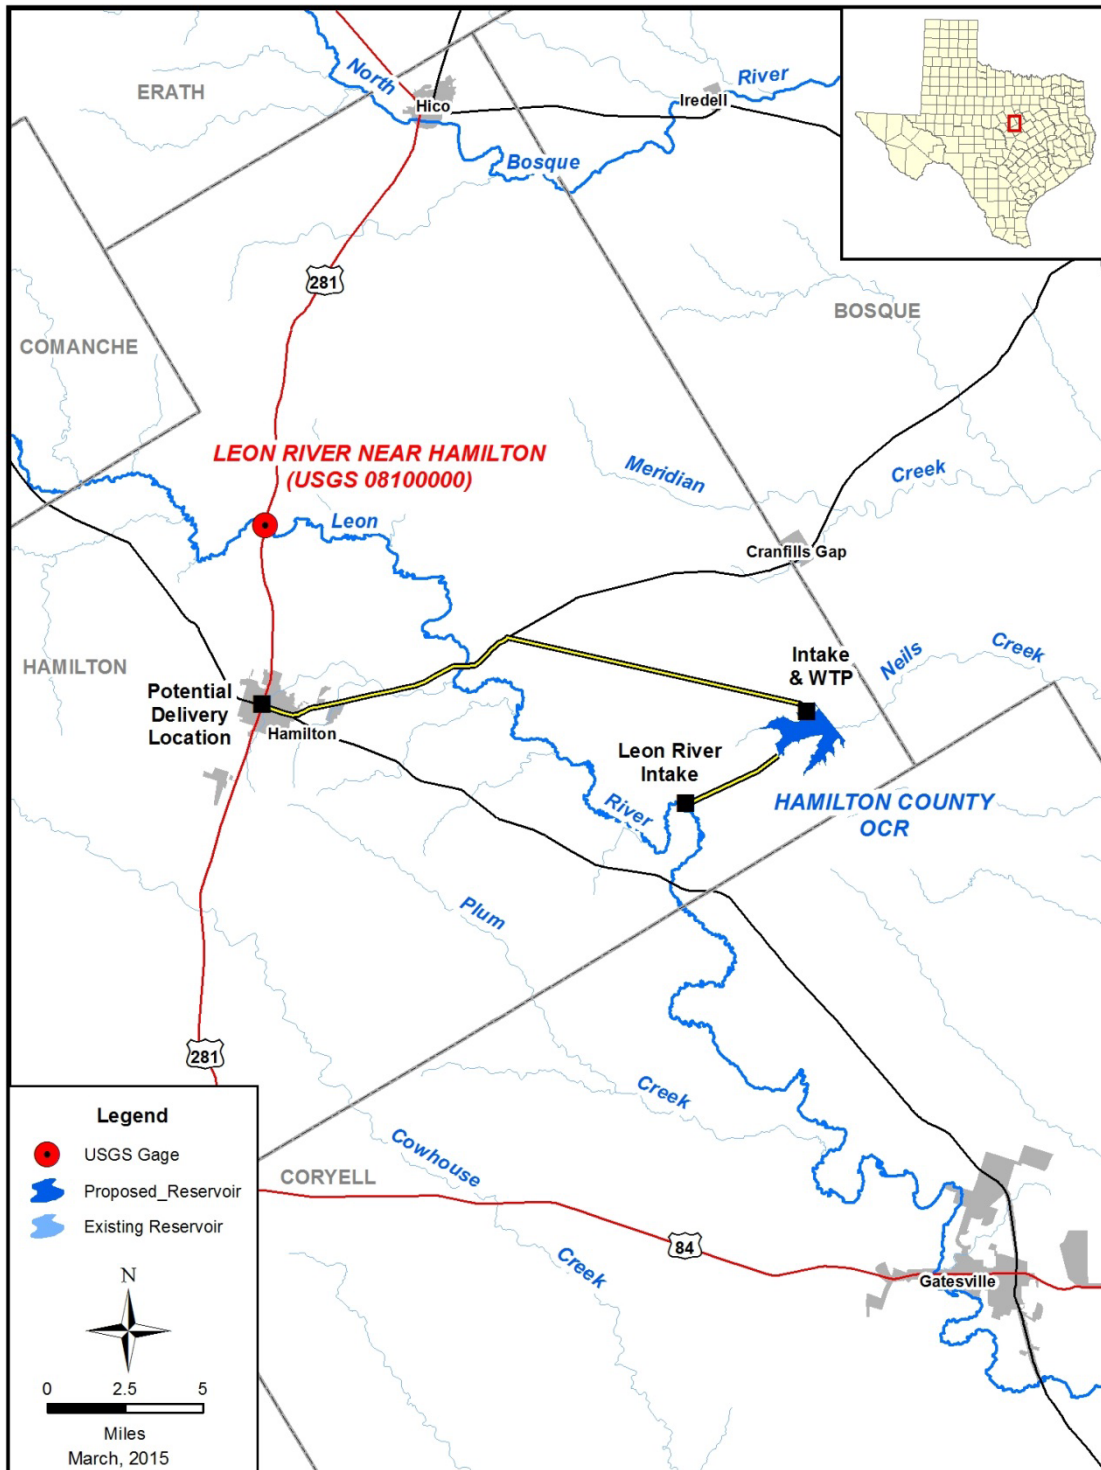 ERATH
North
Hico
Iredell
River
Bosque
281
BOSQUE
COMANCHE
LEON RIVER NEAR HAMILTON
(USGS 08100000)
Meridian
Creek
Leon
Cranfills Gap
HAMILTON
Potential
Delivery
Location
Hamilton
Intake
& WTP
Neils
Creek
Leon River
Intake
River
HAMILTON COUNTY
OCR
Plum
Creek
281
Cowhouse
Creek
CORYELL
84
Gatesville
Legend
USGS Gage
Proposed_Reservoir
Existing Reservoir
N
0 2.5 5
Miles
March, 2015